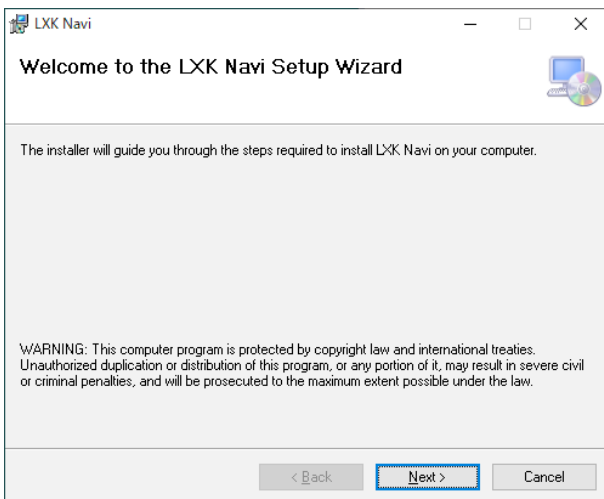 LXK Navi
Welcome to the LXK Navi Setup Wizard
The installer will guide you through the steps required to install LXK Navi on your computer.
WARNING: This computer program is protected by copyright law and international treaties.
Unauthorized duplication or distribution of this program, or any portion of it, may result in severe civil
or criminal penalties, and will be prosecuted to the maximum extent possible under the law.
< Back
Next >
Cancel